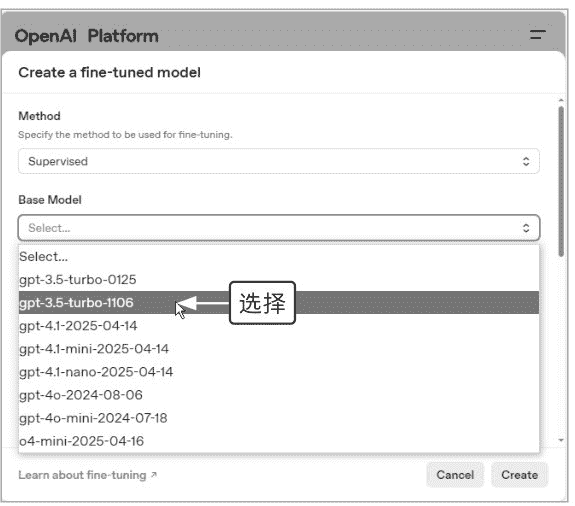 OpenAI Platform
Create a fine-tuned model
Method
Specify the method to be used for fine-tuning.
Supervised
Base Model
Select...
Select...
gpt-3.5-turbo-0125
gpt-3.5-turbo-1106
选择
gpt-4.1-2025-04-14
gpt-4.1-mini-2025-04-14
gpt-4.1-nano-2025-04-14
gpt-4o-2024-08-06
gpt-4o-mini-2024-07-18
o4-mini-2025-04-16
Learn about fine-tuning ↗
Cancel
Create